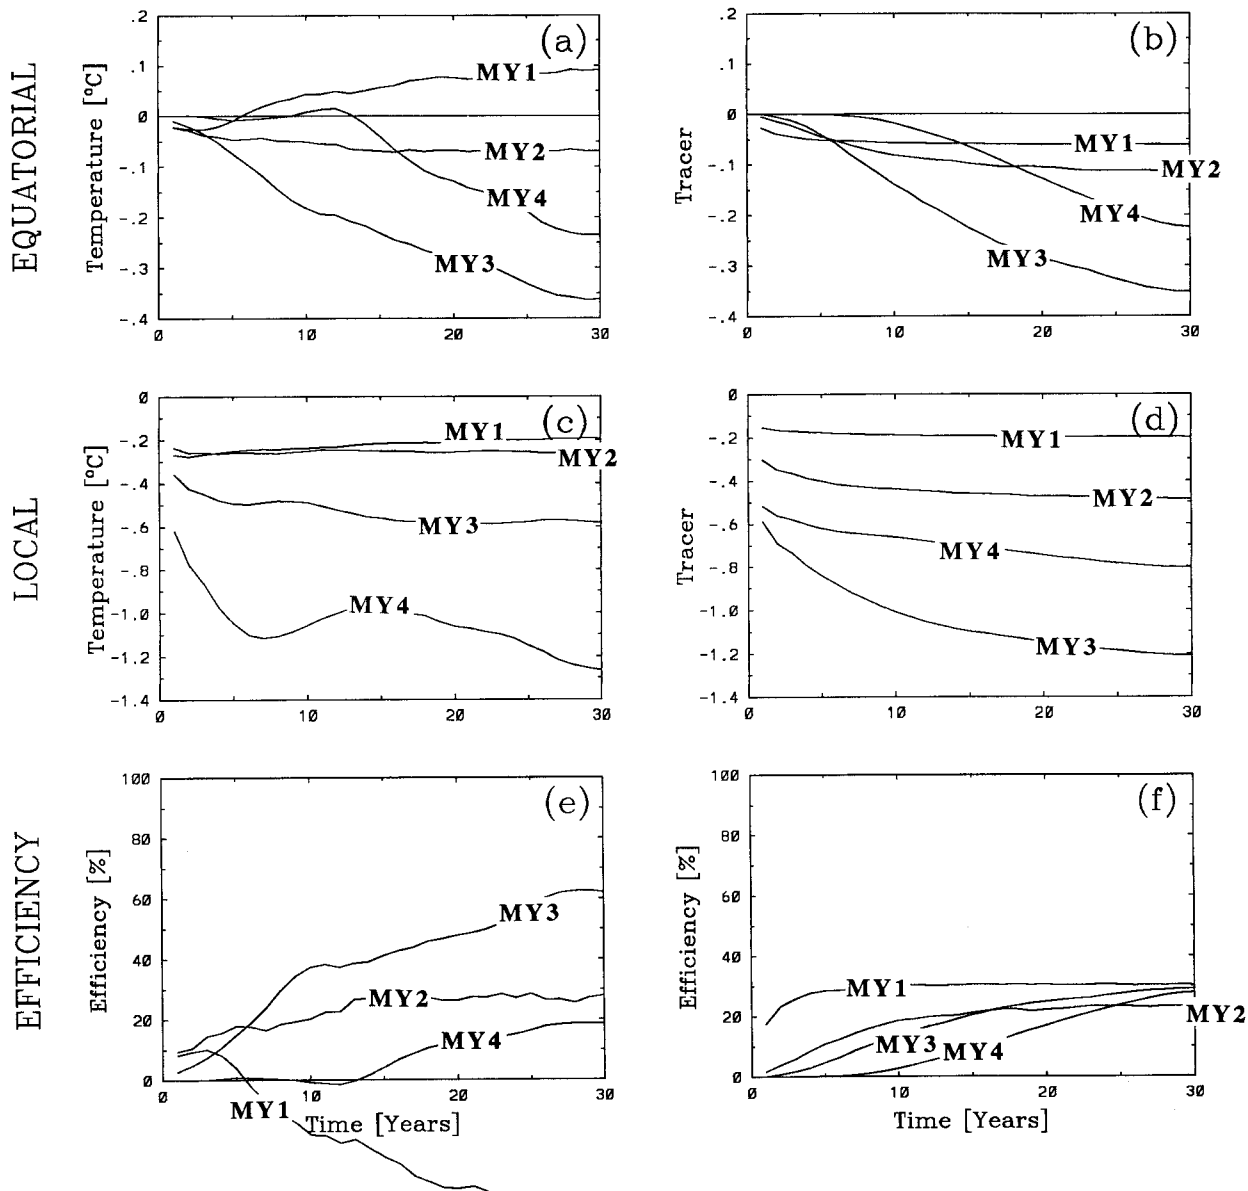 EQUATORIAL
Temperature [°C]
.2
.1
0
-.1
-.2
-.3
-.4
(a)
MY1
MY2
MY4
MY3
0 10 20 30
Tracer
.2
.1
0
-.1
-.2
-.3
-.4
(b)
MY1
MY2
MY4
MY3
0 10 20 30
LOCAL
Temperature [°C]
0
-.2
-.4
-.6
-.8
-1.0
-1.2
-1.4
(c)
MY1
MY2
MY3
MY4
0 10 20 30
Tracer
0
-.2
-.4
-.6
-.8
-1.0
-1.2
-1.4
(d)
MY1
MY2
MY4
MY3
0 10 20 30
EFFICIENCY
Efficiency [%]
100
80
60
40
20
0
(e)
MY3
MY2
MY4
MY1
10 20 30
Time [Years]
Efficiency [%]
100
80
60
40
20
0
(f)
MY1
MY2
MY3
MY4
0 10 20 30
Time [Years]